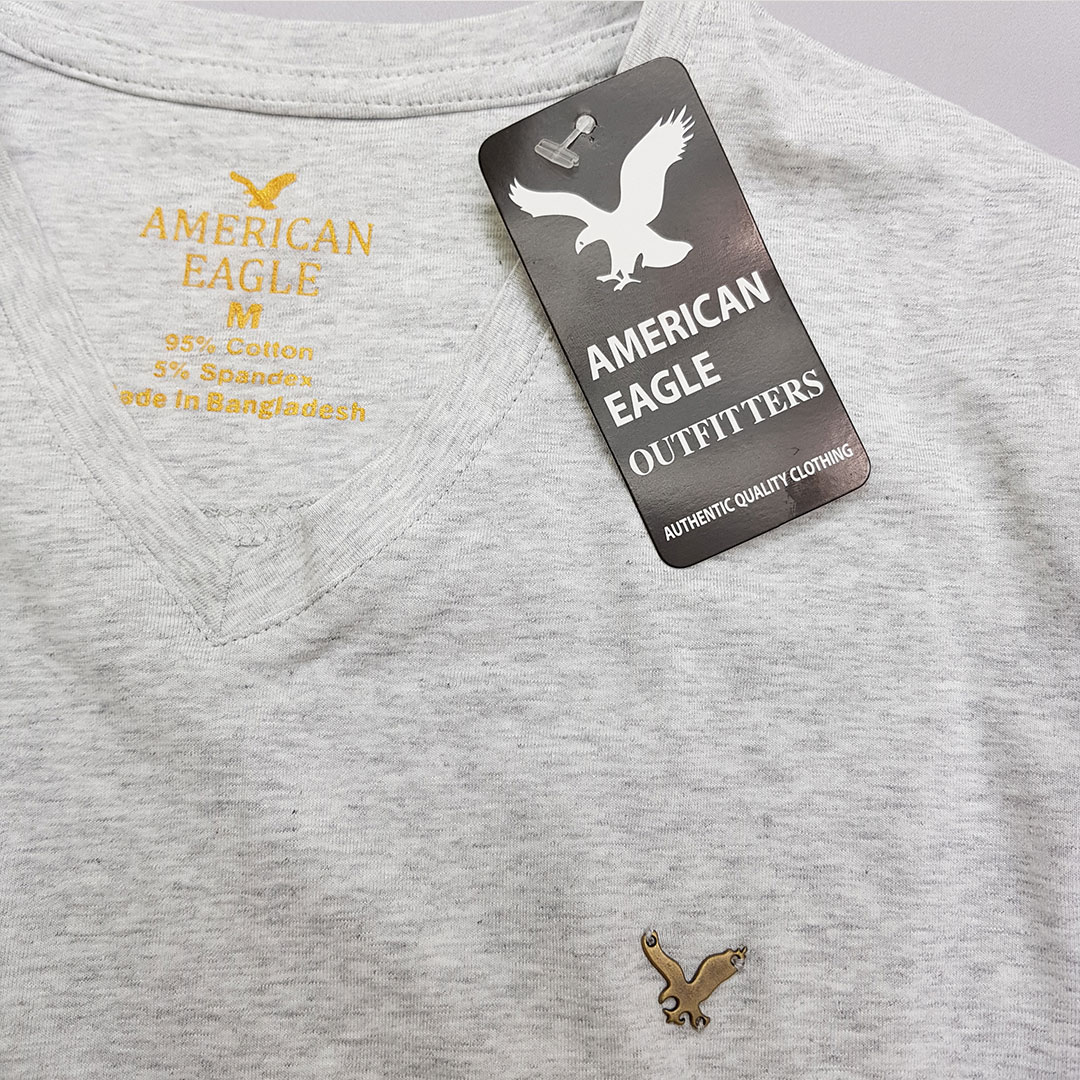 AMERICAN
EAGLE
M
95% Cotton
5% Spandex
ade In Bangladesh
AMERICAN
EAGLE
OUTFITTERS
AUTHENTIC QUALITY CLOTHING